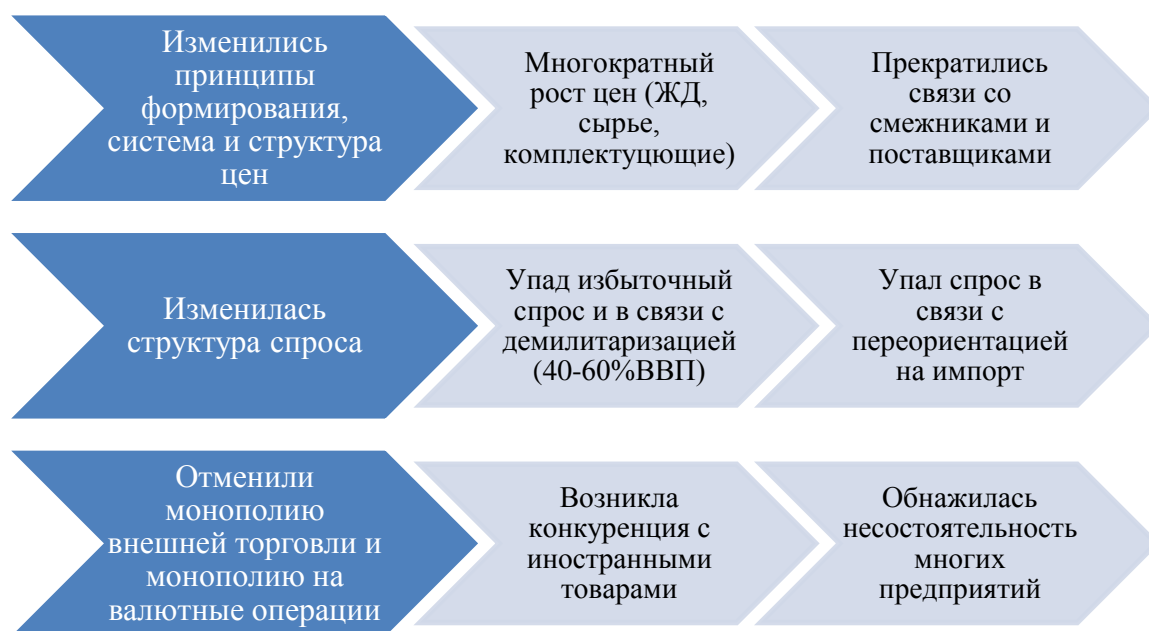 Изменились
принципы
формирования,
система и структура
цен
Многократный
рост цен (ЖД,
сырье,
комплектуцющие)
Прекратились
связи со
смежниками и
поставщиками
Изменилась
структура спроса
Упад избыточный
спрос и в связи с
демилитаризацией
(40-60%ВВП)
Упал спрос в
связи с
переориентацией
на импорт
Отменили
монополию
внешней торговли и
монополию на
валютные операции
Возникла
конкуренция с
иностранными
товарами
Обнажилась
несостоятельность
многих
предприятий